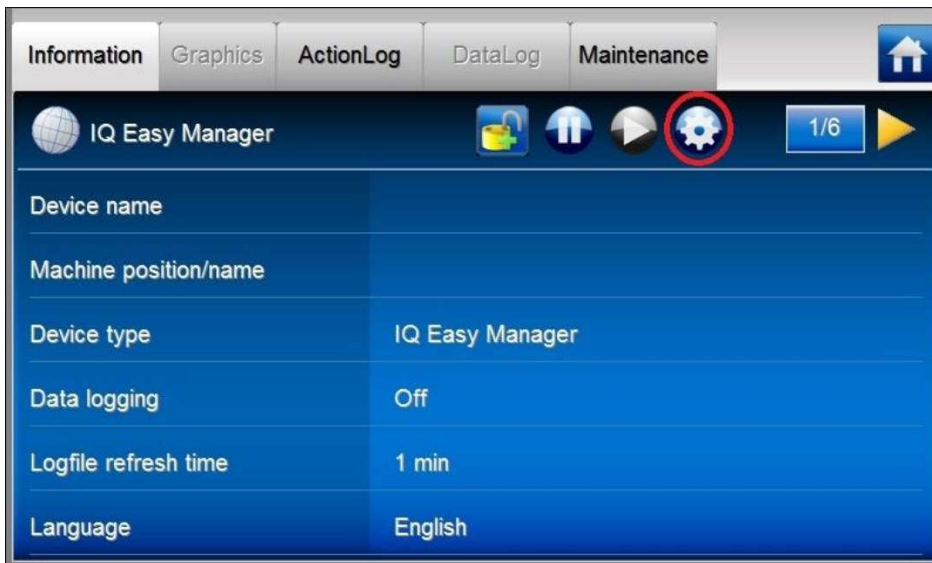 Information Graphics ActionLog DataLog Maintenance
IQ Easy Manager 1/6
Device name
Machine position/name
Device type IQ Easy Manager
Data logging Off
Logfile refresh time 1 min
Language English